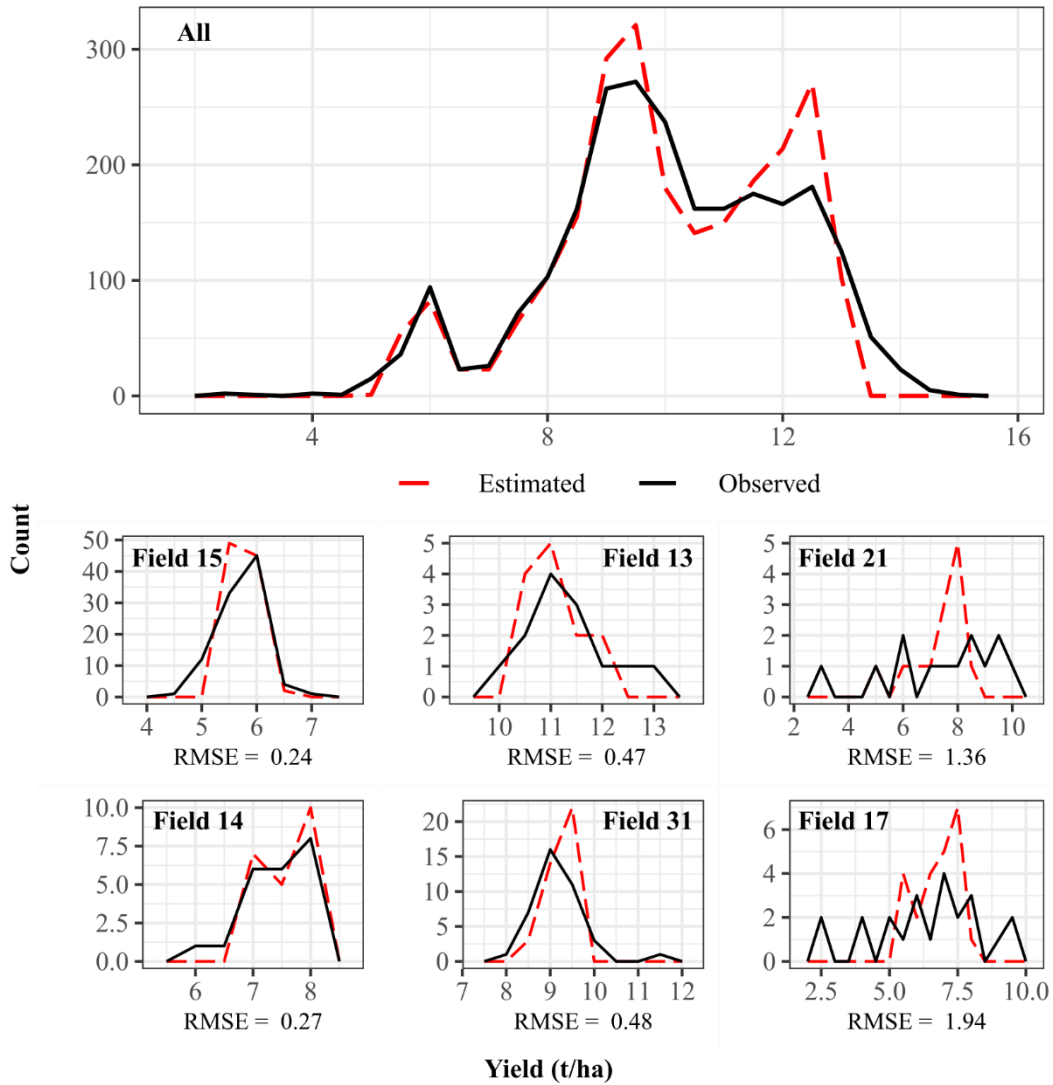 All
300
200
100
0
4 8 12 16
Estimated Observed
Count
Field 15
50
40
30
20
10
0
4 5 6 7
RMSE = 0.24
Field 13
5
4
3
2
1
0
10 11 12 13
RMSE = 0.47
Field 21
5
4
3
2
1
0
2 4 6 8 10
RMSE = 1.36
Field 14
10.0
7.5
5.0
2.5
0.0
6 7 8
RMSE = 0.27
Field 31
20
15
10
5
0
7 8 9 10 11 12
RMSE = 0.48
Field 17
6
4
2
0
2.5 5.0 7.5 10.0
RMSE = 1.94
Yield (t/ha)